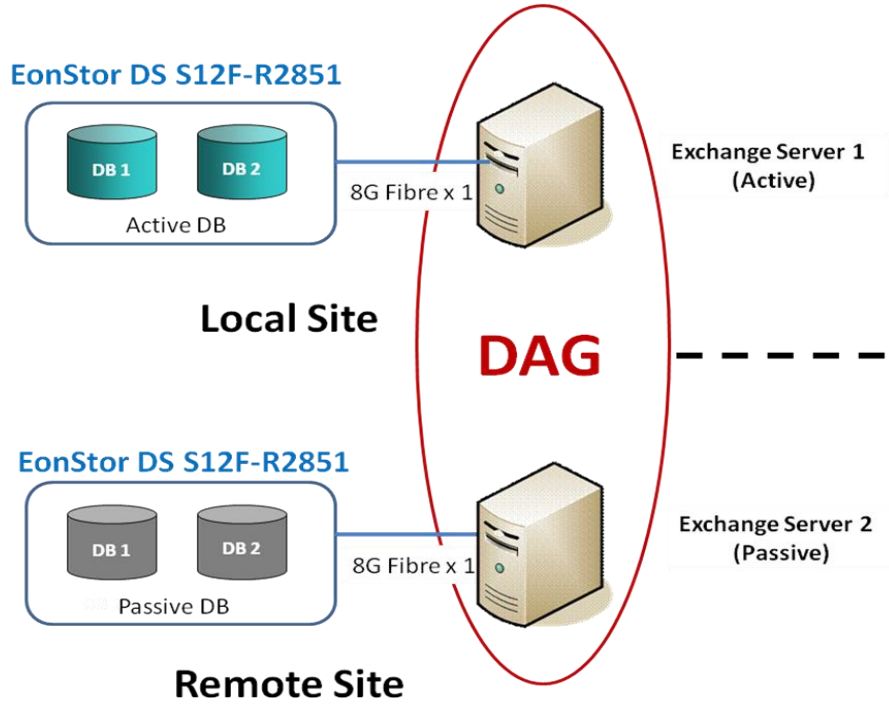 EonStor DS S12F-R2851
DB 1
DB 2
Active DB
8G Fibre x 1
Exchange Server 1
(Active)
Local Site
DAG
EonStor DS S12F-R2851
DB 1
DB 2
Passive DB
8G Fibre x 1
Exchange Server 2
(Passive)
Remote Site